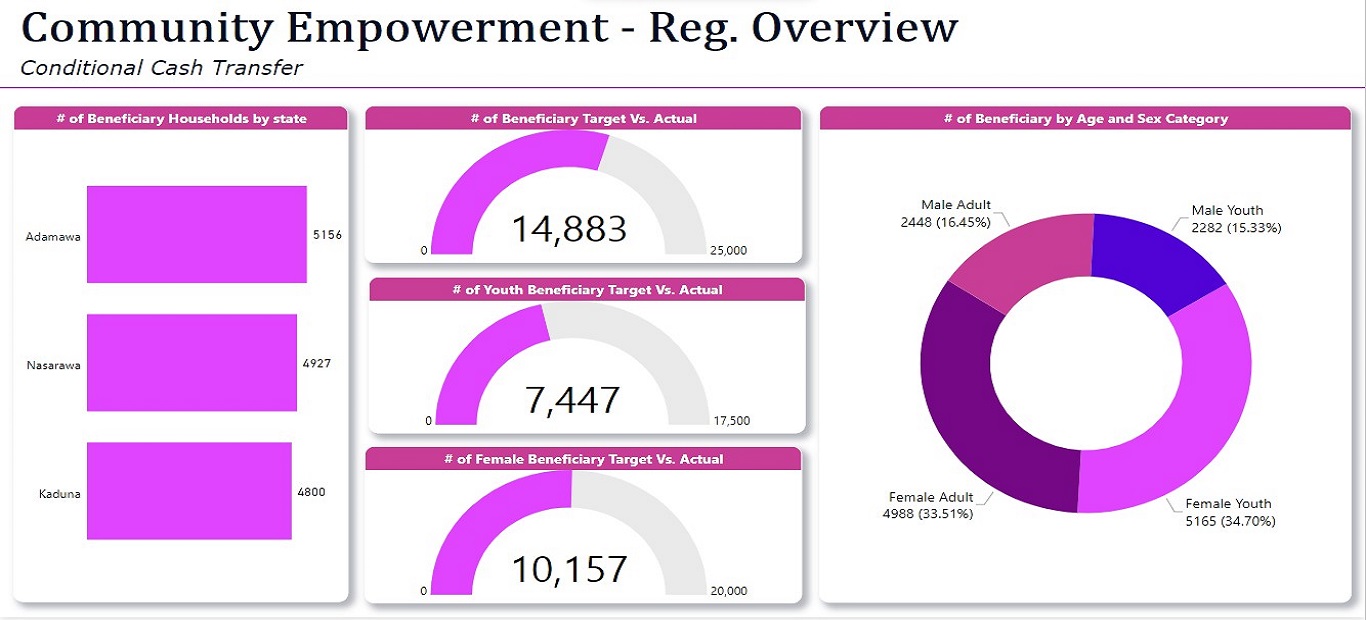 Community Empowerment - Reg. Overview
Conditional Cash Transfer
# of Beneficiary Households by state
Adamawa
5156
Nasarawa
4927
Kaduna
4800
# of Beneficiary Target Vs. Actual
14,883
0
25,000
# of Youth Beneficiary Target Vs. Actual
7,447
0
17,500
# of Female Beneficiary Target Vs. Actual
10,157
0
20,000
# of Beneficiary by Age and Sex Category
Male Adult
2448 (16.45%)
Male Youth
2282 (15.33%)
Female Adult
4988 (33.51%)
Female Youth
5165 (34.70%)